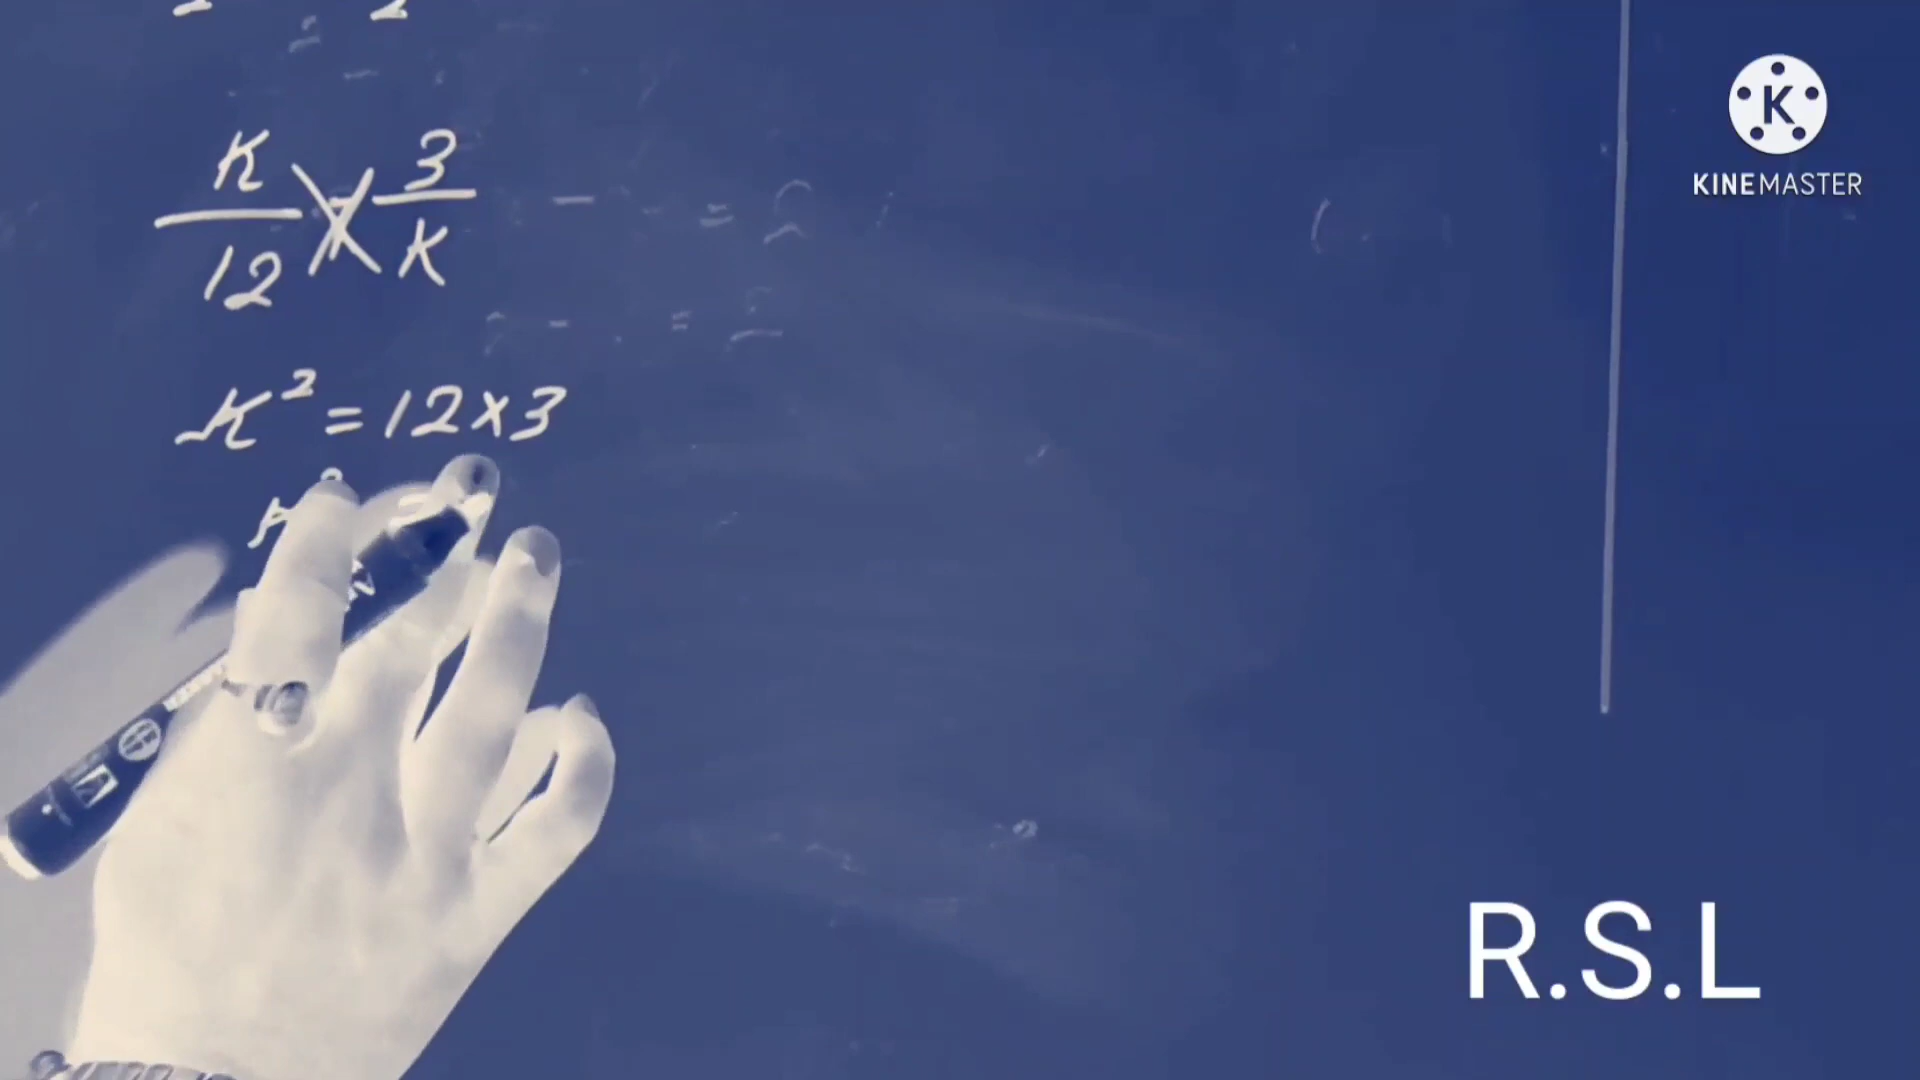 K/12 = 3/K
K² = 12×3
K
KINEMASTER
R.S.L